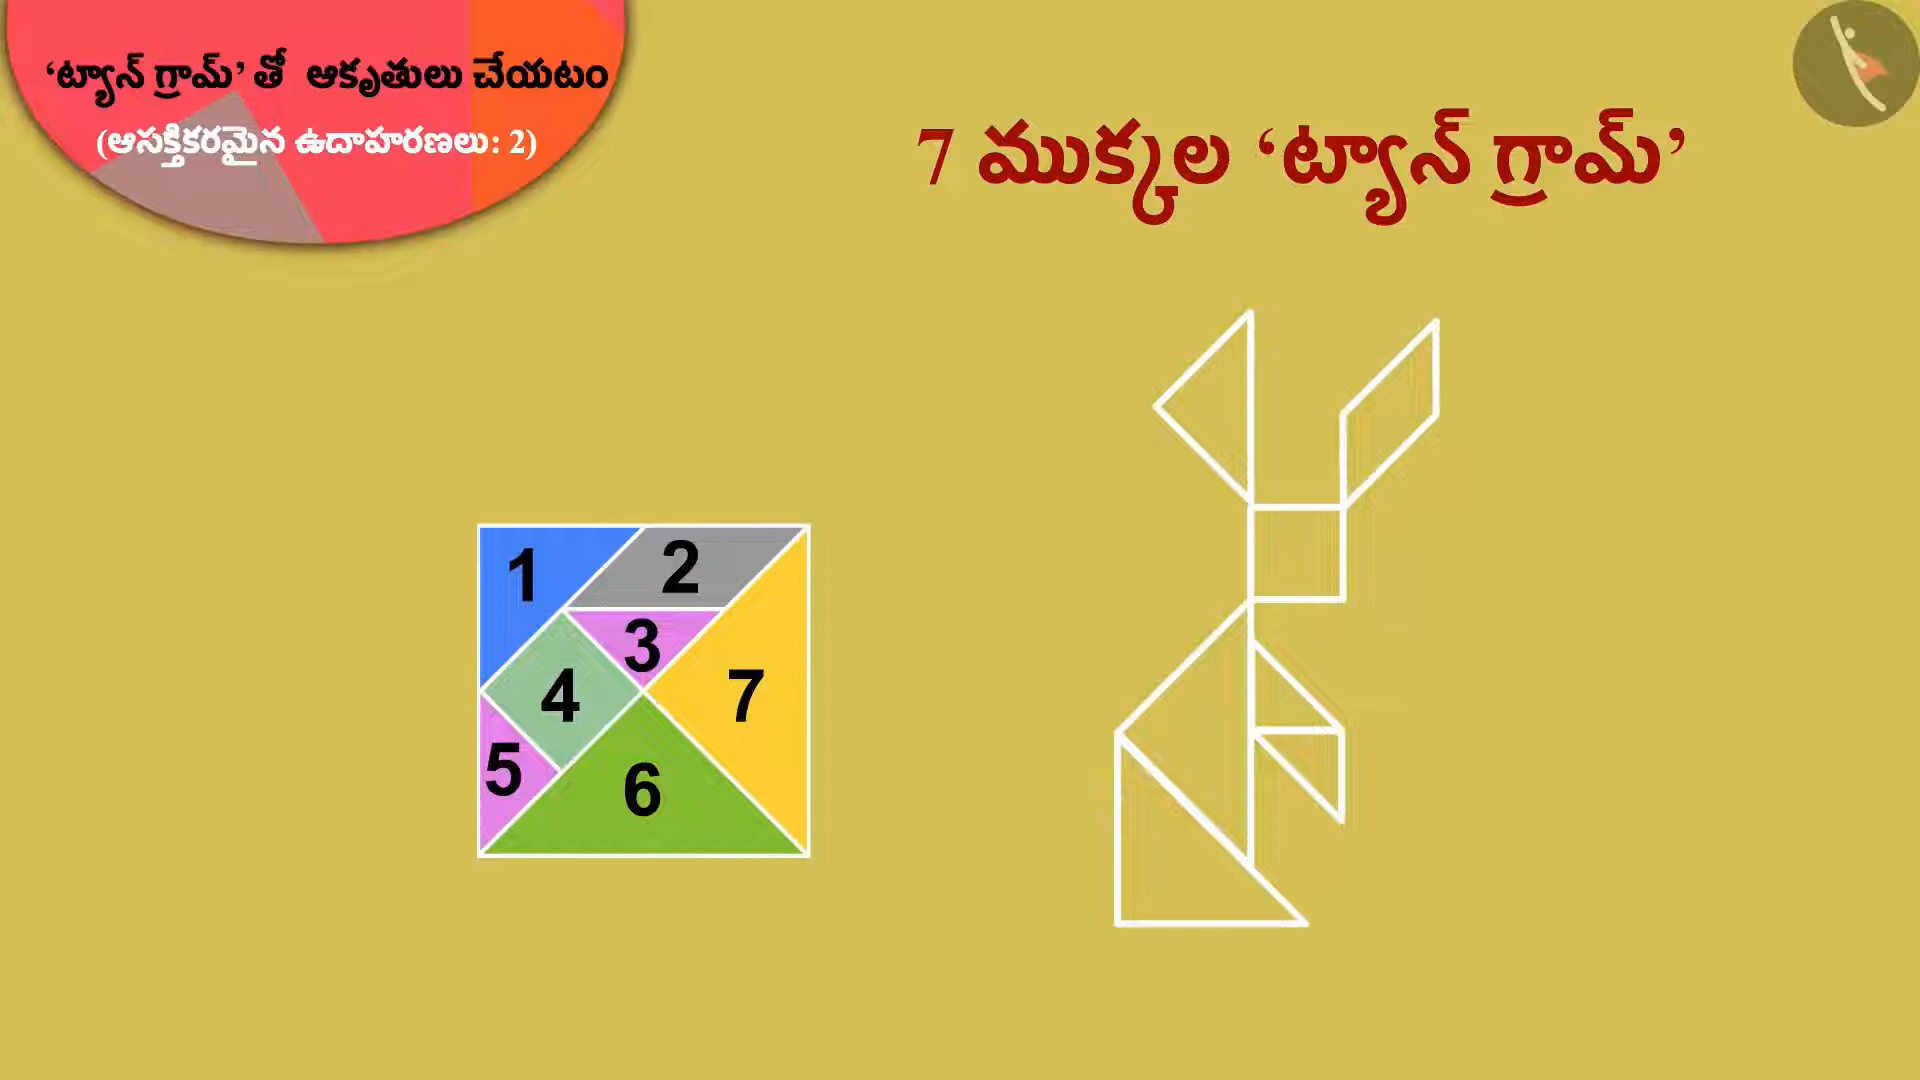 ‘ట్యాన్ గ్రామ్’ తో ఆకృతులు చేయటం
(ఆసక్తికరమైన ఉదాహరణలు: 2)
7 ముక్కల ‘ట్యాన్ గ్రామ్’
1
2
3
4
7
5
6